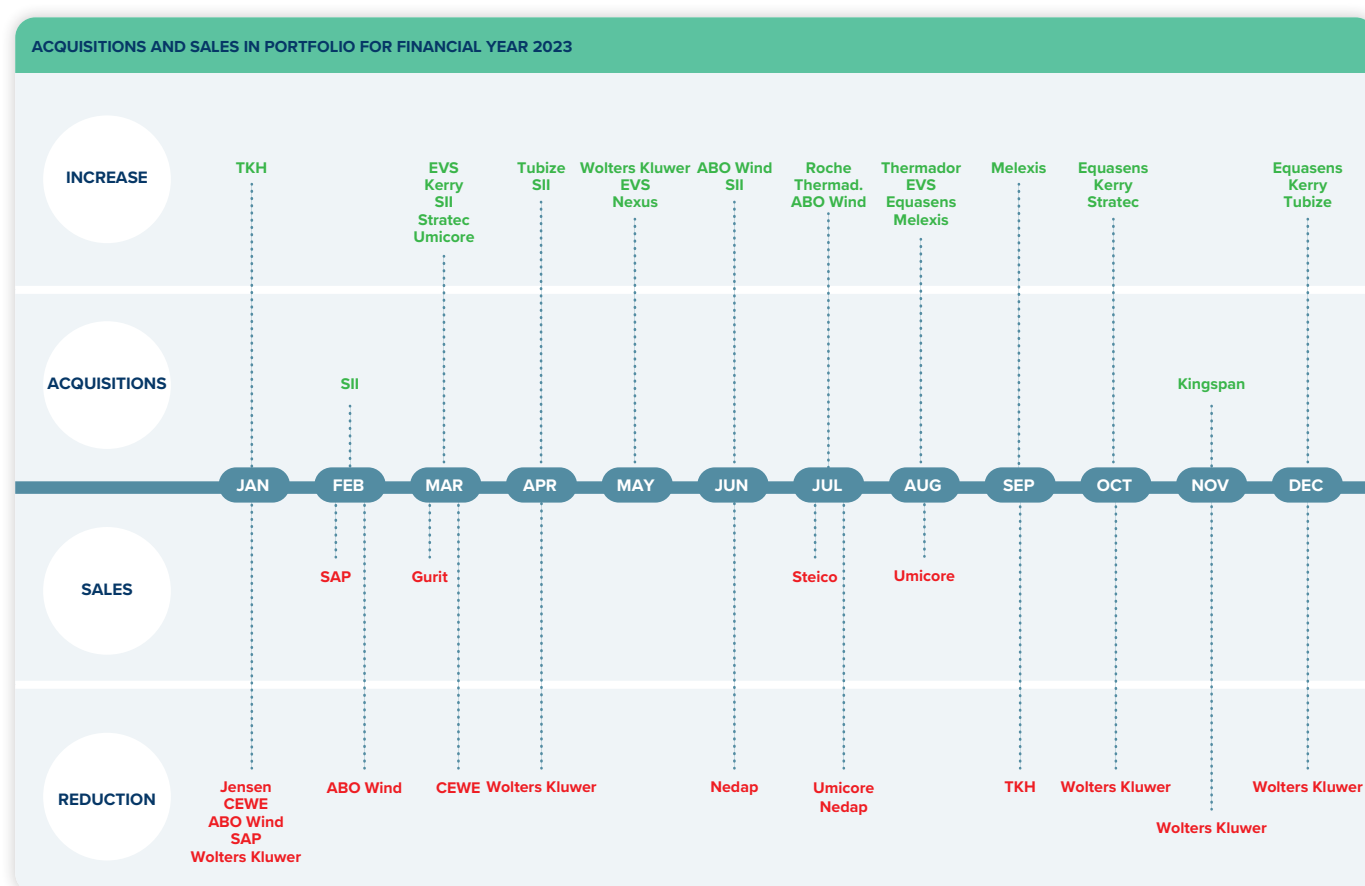 ACQUISITIONS AND SALES IN PORTFOLIO FOR FINANCIAL YEAR 2023
INCREASE
TKH
EVS
Kerry
SII
Stratec
Umicore
Tubize
SII
Wolters Kluwer
EVS
Nexus
ABO Wind
SII
Roche
Thermad.
ABO Wind
Thermador
EVS
Equasens
Melexis
Melexis
Equasens
Kerry
Stratec
Equasens
Kerry
Tubize
ACQUISITIONS
SII
Kingspan
JAN FEB MAR APR MAY JUN JUL AUG SEP OCT NOV DEC
SALES
SAP
Gurit
Steico
Umicore
REDUCTION
Jensen
CEWE
ABO Wind
SAP
Wolters Kluwer
ABO Wind
CEWE
Wolters Kluwer
Nedap
Umicore
Nedap
TKH
Wolters Kluwer
Wolters Kluwer
Wolters Kluwer